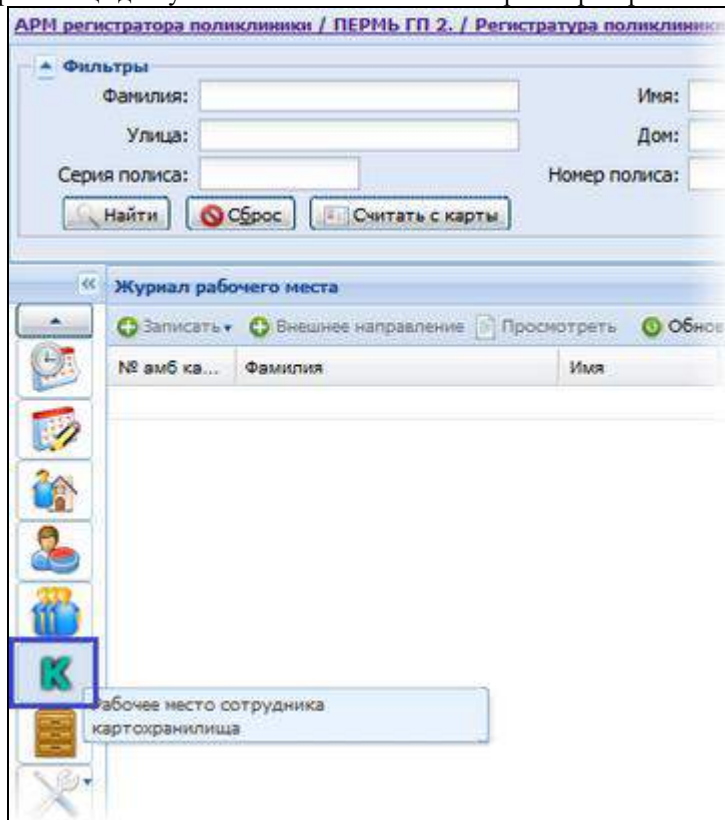 АРМ регистратора поликлиники / ПЕРМЬ ГП 2. / Регистратура поликлиники
Фильтры
Фамилия: Имя:
Улица: Дом:
Серия полиса: Номер полиса:
Найти Сброс Считать с карты
Журнал рабочего места
Записать Внешнее направление Просмотреть Обнов
№ амб ка... Фамилия Имя
K
Рабочее место сотрудника
картохранилища